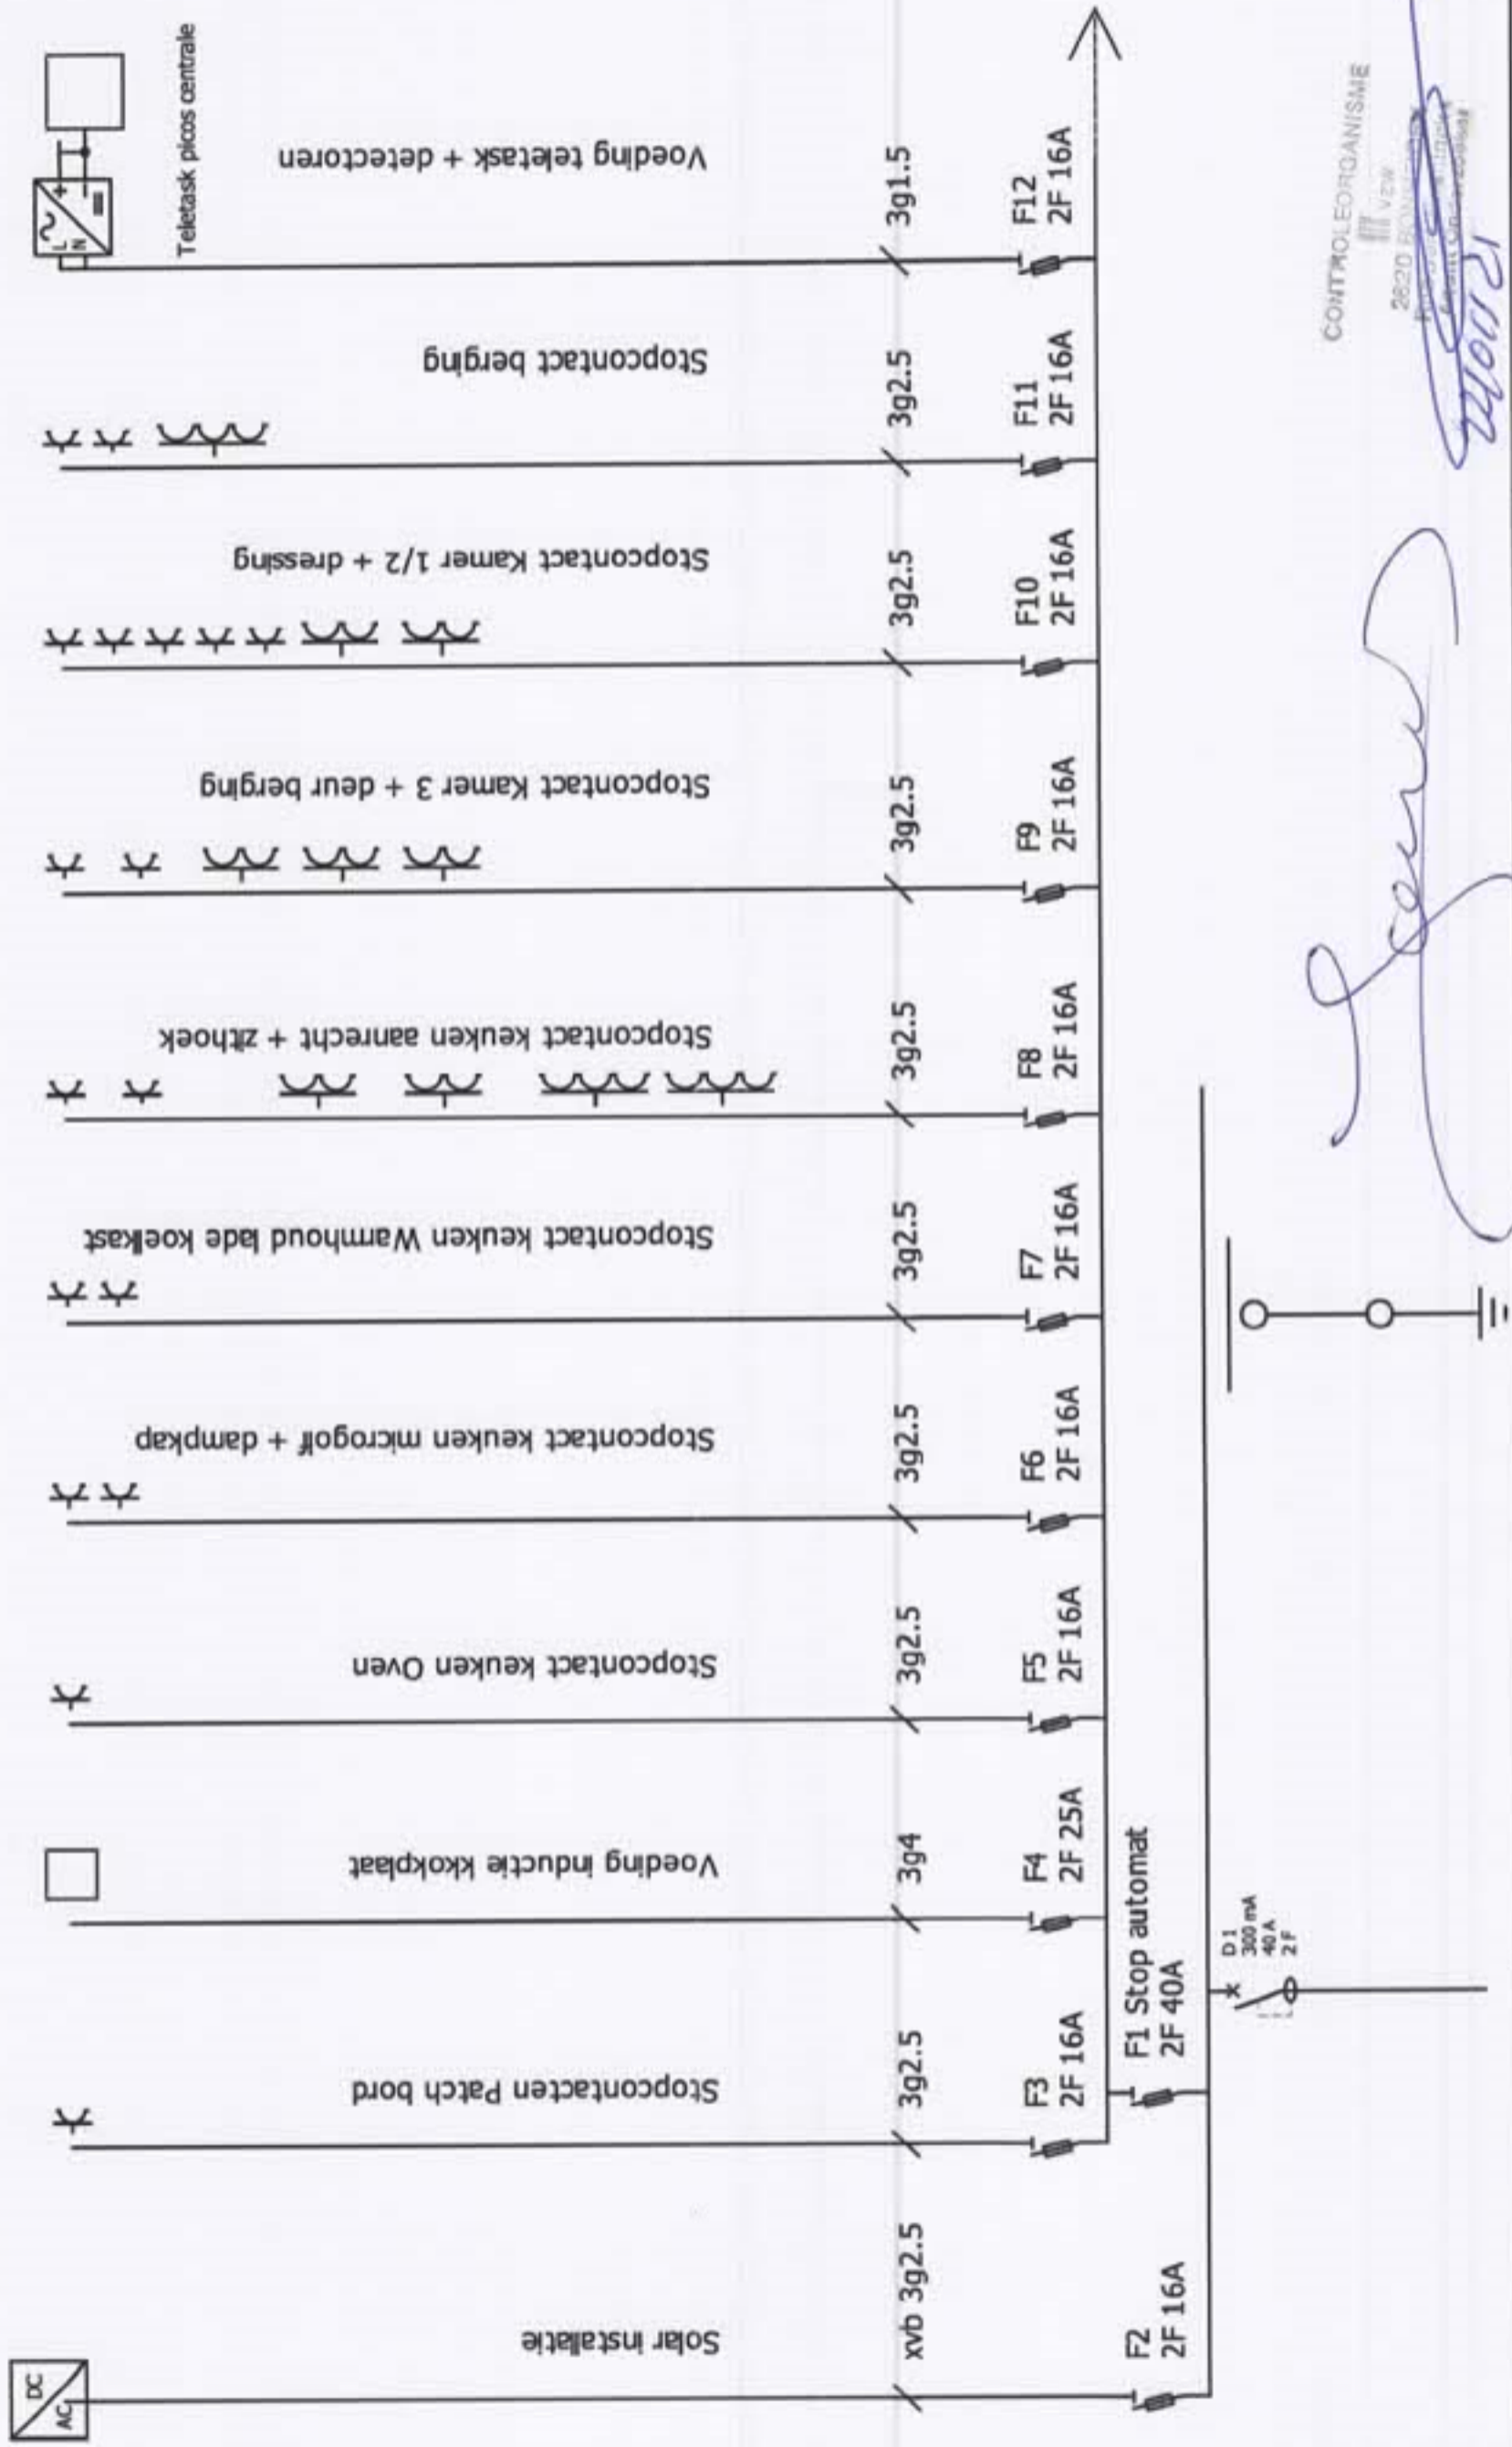 DC
AC
Solar installatie
xvb 3g2.5
F2
2F 16A
Stopcontacten Patch bord
3g2.5
F3
2F 16A
F1 Stop automat
2F 40A
D 1
300 mA
40 A
2 F
Voeding inductie kkokplaat
3g4
F4
2F 25A
Stopcontact keuken Oven
3g2.5
F5
2F 16A
Stopcontact keuken microgolf + dampkap
3g2.5
F6
2F 16A
Stopcontact keuken Warmhoud lade koelkast
3g2.5
F7
2F 16A
Stopcontact keuken aanrecht + zithoek
3g2.5
F8
2F 16A
Stopcontact Kamer 3 + deur berging
3g2.5
F9
2F 16A
Stopcontact Kamer 1/2 + dressing
3g2.5
F10
2F 16A
Stopcontact berging
3g2.5
F11
2F 16A
L
N
+
Teletask picos centrale
Voeding teletask + detectoren
3g1.5
F12
2F 16A
CONTROLEORGANISME
VZW
2620